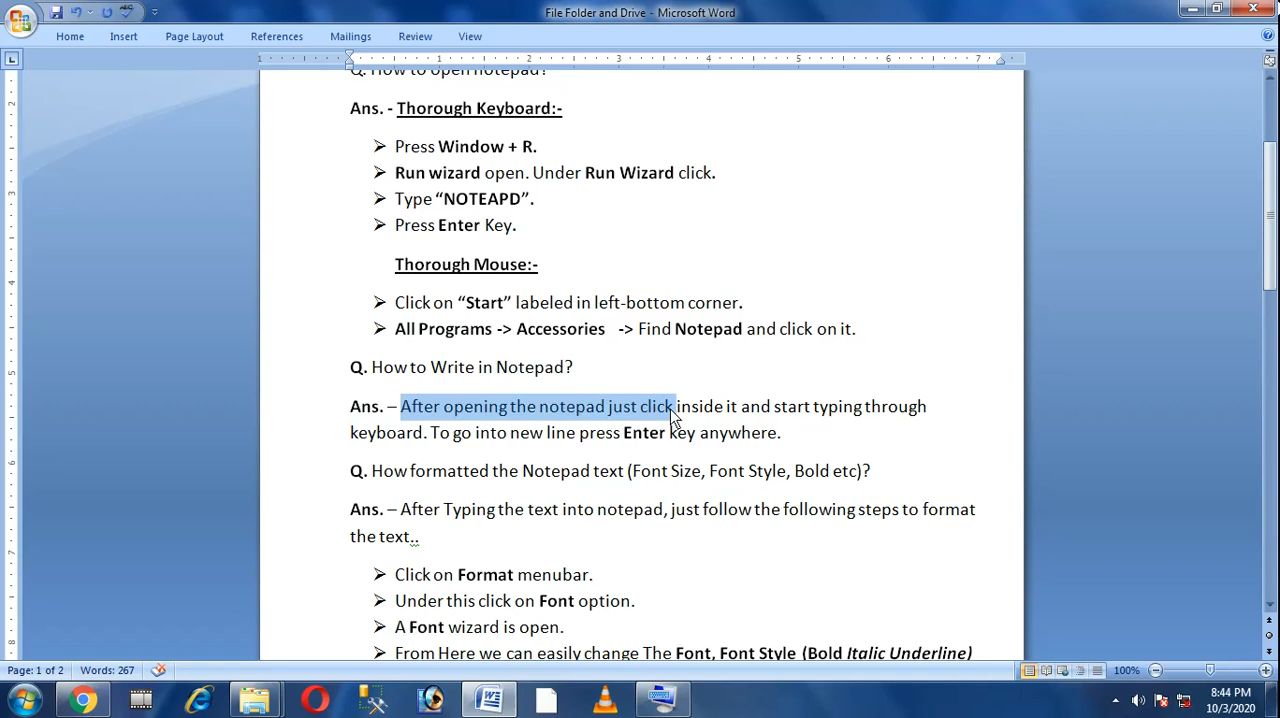 File Folder and Drive - Microsoft Word
Home Insert Page Layout References Mailings Review View
Q. How to open notepad?
Ans. - Thorough Keyboard:-
➢ Press Window + R.
➢ Run wizard open. Under Run Wizard click.
➢ Type “NOTEAPD”.
➢ Press Enter Key.
Thorough Mouse:-
➢ Click on “Start” labeled in left-bottom corner.
➢ All Programs -> Accessories -> Find Notepad and click on it.
Q. How to Write in Notepad?
Ans. – After opening the notepad just click inside it and start typing through
keyboard. To go into new line press Enter key anywhere.
Q. How formatted the Notepad text (Font Size, Font Style, Bold etc)?
Ans. – After Typing the text into notepad, just follow the following steps to format
the text..
➢ Click on Format menubar.
➢ Under this click on Font option.
➢ A Font wizard is open.
➢ From Here we can easily change The Font, Font Style (Bold Italic Underline)
Page: 1 of 2 Words: 267 100%
8:44 PM
10/3/2020